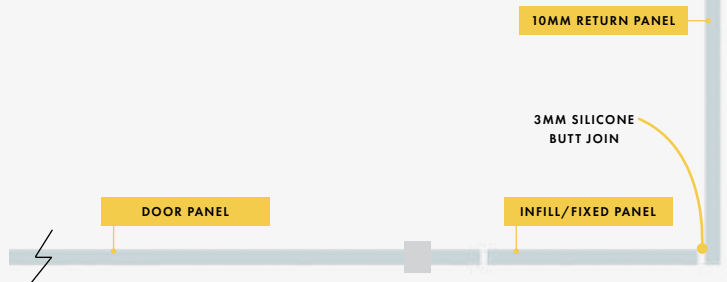 10MM RETURN PANEL
3MM SILICONE
BUTT JOIN
DOOR PANEL
INFILL/FIXED PANEL